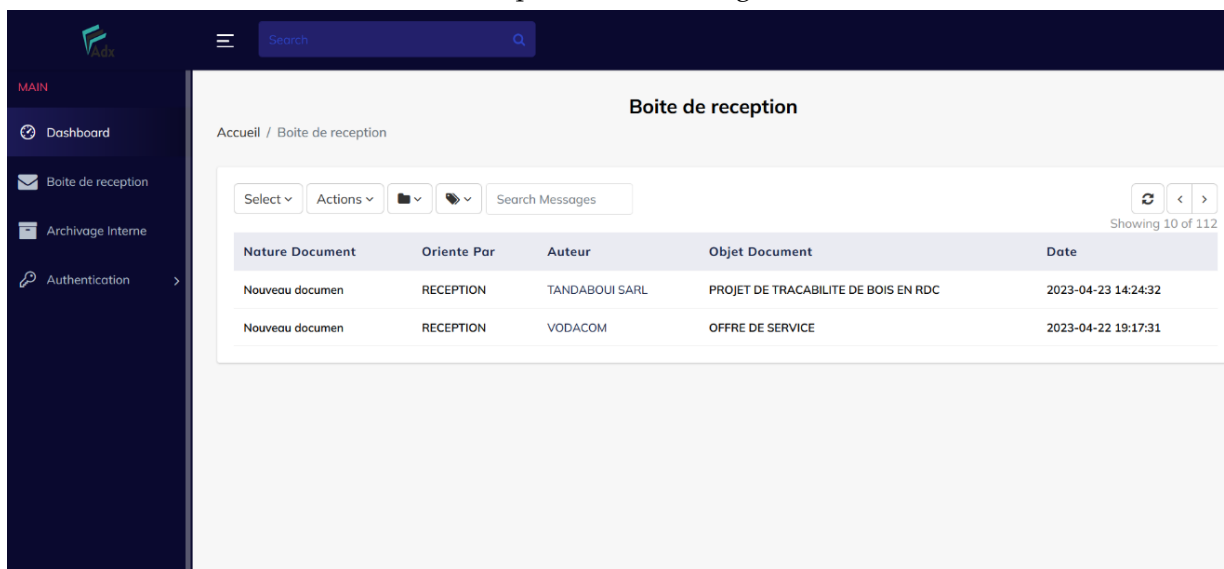 Adx
Search
MAIN
Dashboard
Boite de reception
Archivage Interne
Authentication
Boite de reception
Accueil / Boite de reception
Select Actions Search Messages
Showing 10 of 112
Nature Document Oriente Par Auteur Objet Document Date
Nouveau documen RECEPTION TANDABOUI SARL PROJET DE TRACABILITE DE BOIS EN RDC 2023-04-23 14:24:32
Nouveau documen RECEPTION VODACOM OFFRE DE SERVICE 2023-04-22 19:17:31